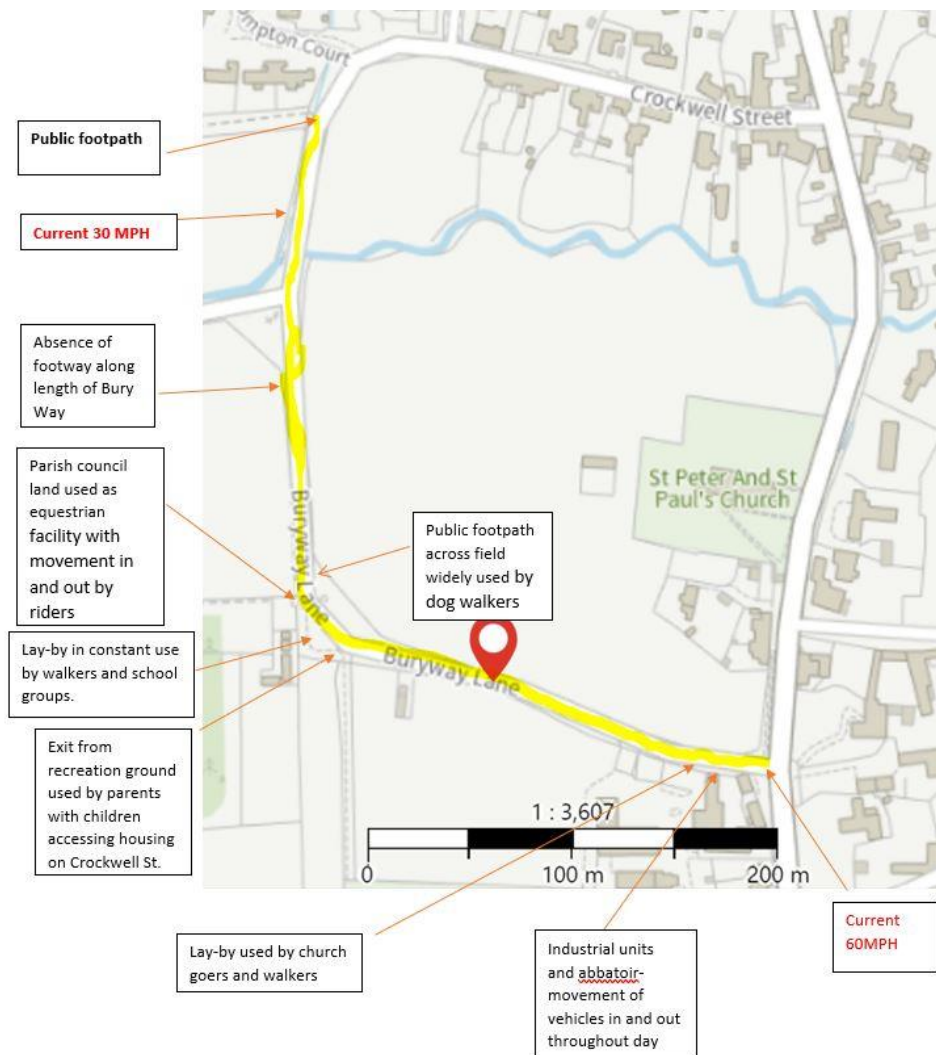 mpton Court
Crockwell Street
Public footpath
Current 30 MPH
Absence of
footway along
length of Bury
Way
St Peter And St
Paul's Church
Parish council
land used as
equestrian
facility with
movement in
and out by
riders
Buryway Lane
Public footpath
across field
widely used by
dog walkers
Lay-by in constant use
by walkers and school
groups.
Buryway Lane
Exit from
recreation ground
used by parents
with children
accessing housing
on Crockwell St.
1 : 3,607
0 100 m 200 m
Lay-by used by church
goers and walkers
Industrial units
and abbatoir-
movement of
vehicles in and out
throughout day
Current
60MPH